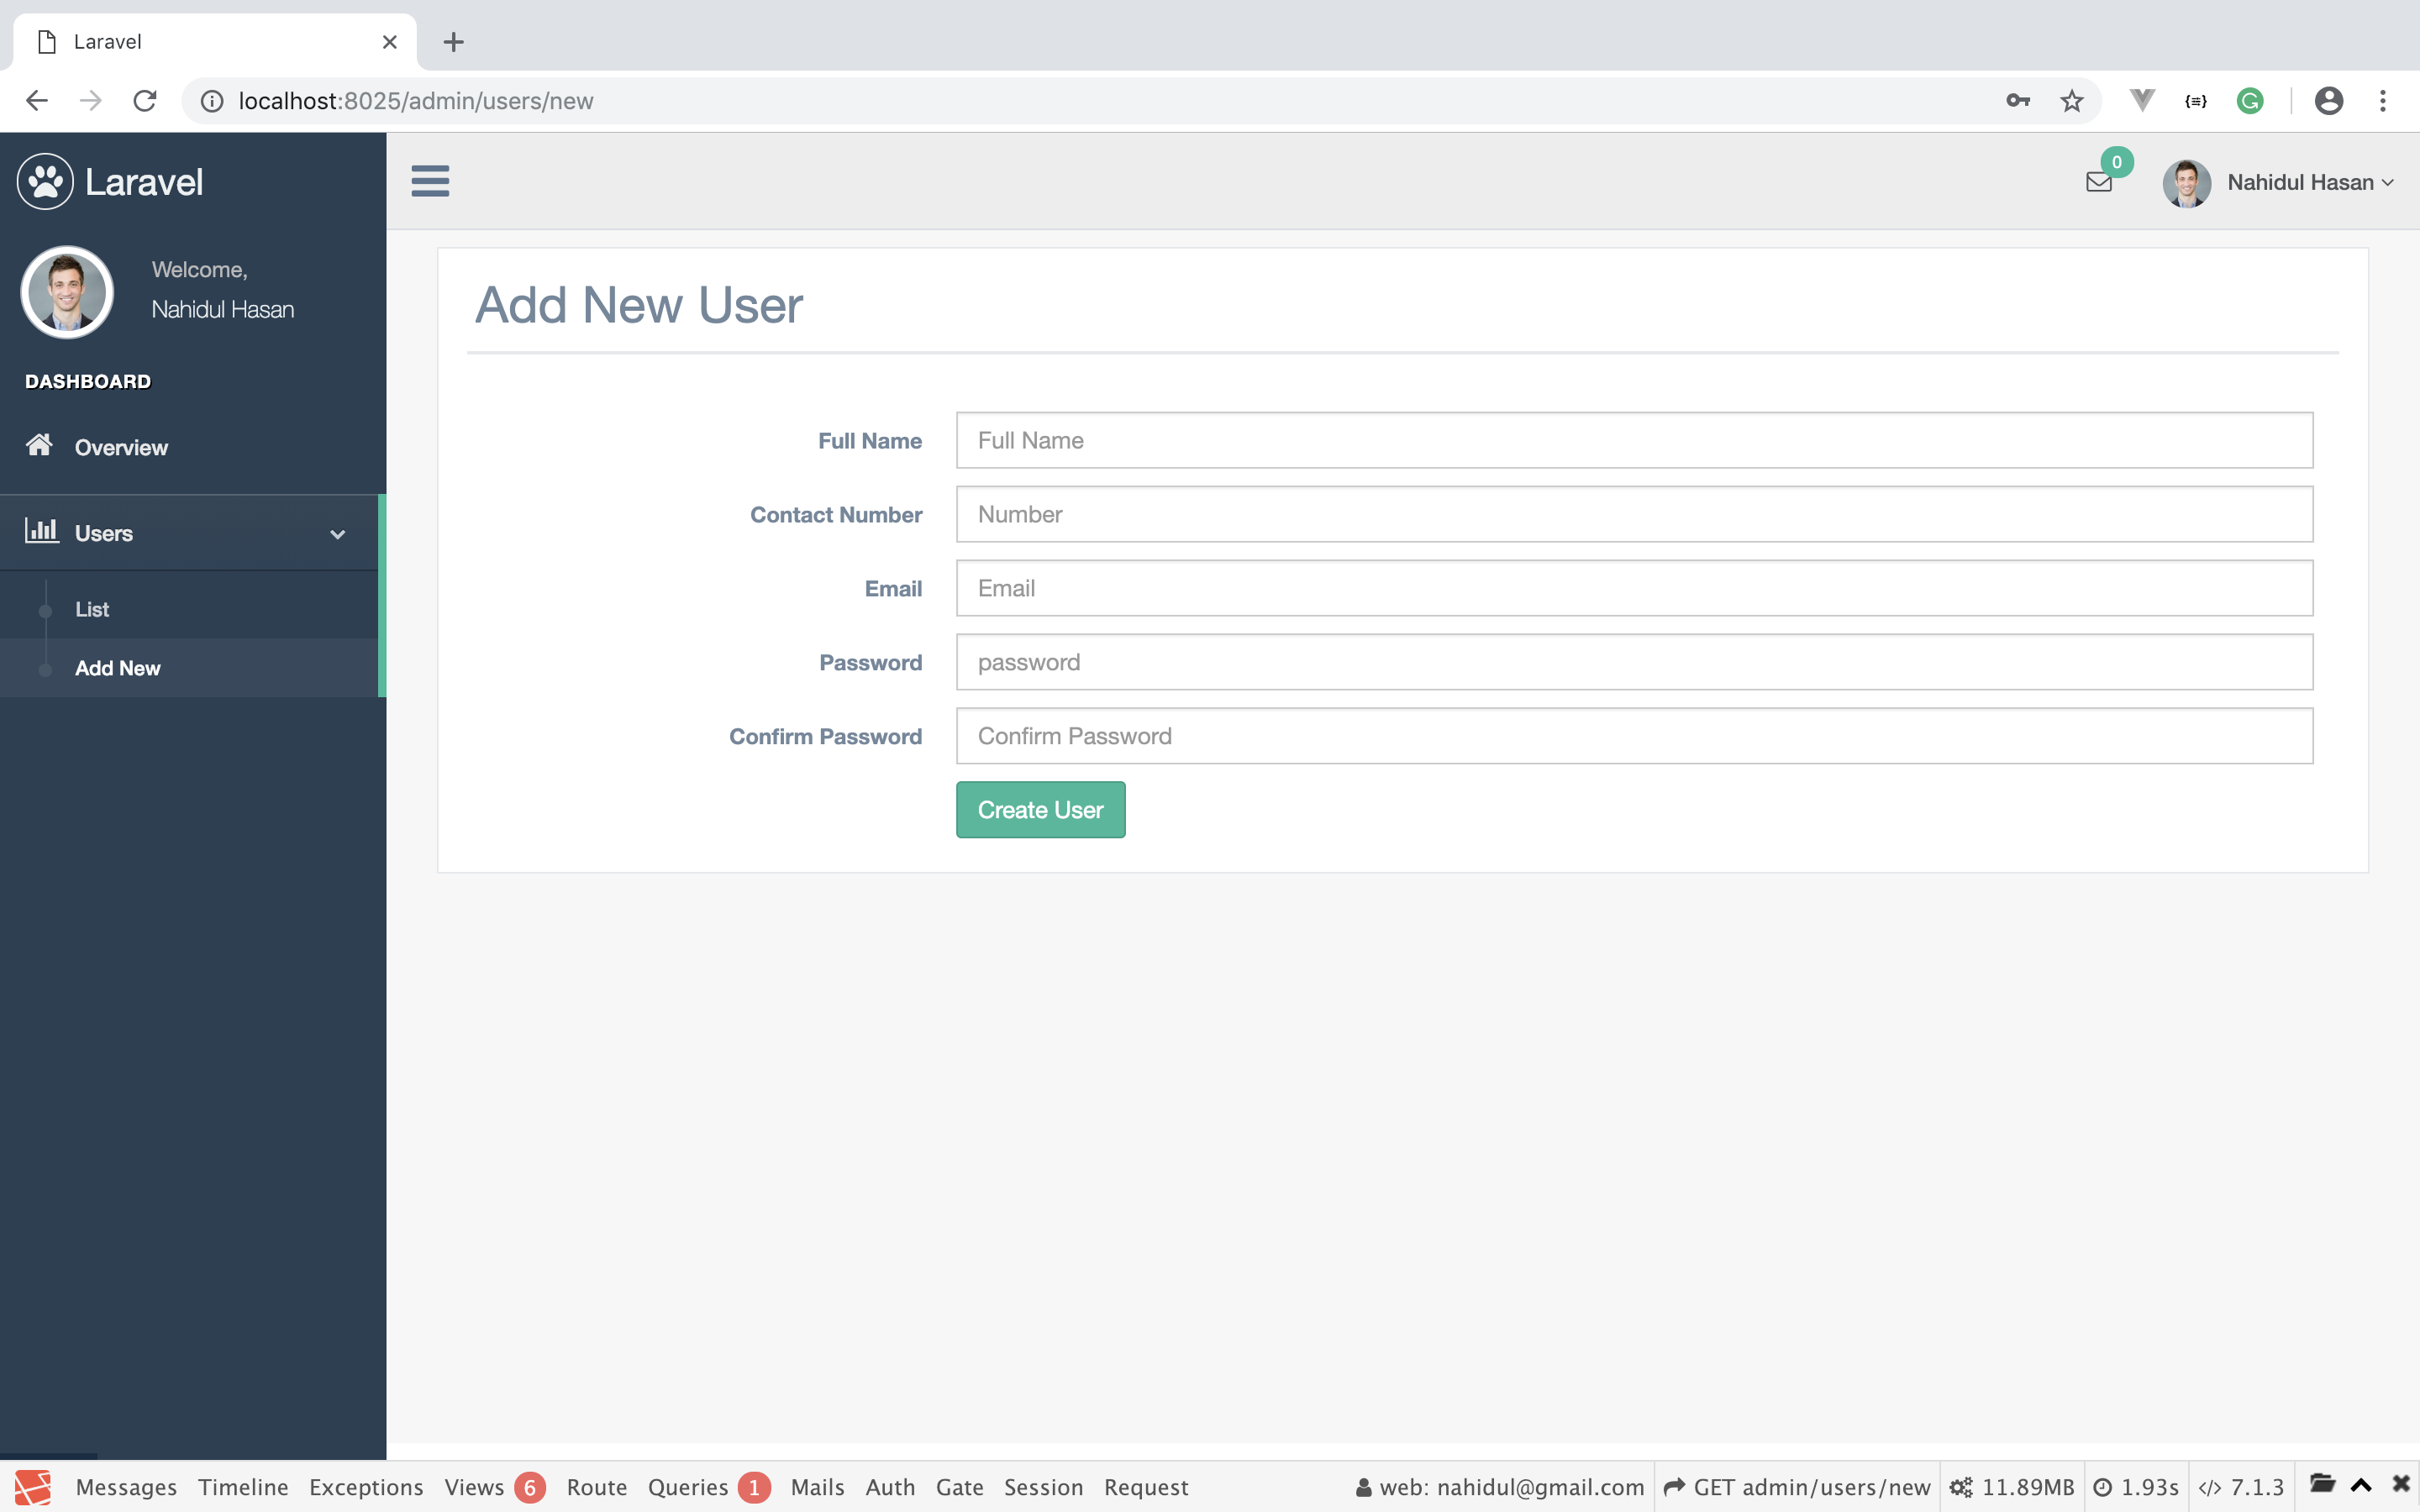 Laravel
localhost:8025/admin/users/new
Laravel
0
Nahidul Hasan
Welcome,
Nahidul Hasan
DASHBOARD
Overview
Users
List
Add New
Add New User
Full Name Full Name
Contact Number Number
Email Email
Password password
Confirm Password Confirm Password
Create User
Messages Timeline Exceptions Views 6 Route Queries 1 Mails Auth Gate Session Request web: nahidul@gmail.com GET admin/users/new 11.89MB 1.93s 7.1.3